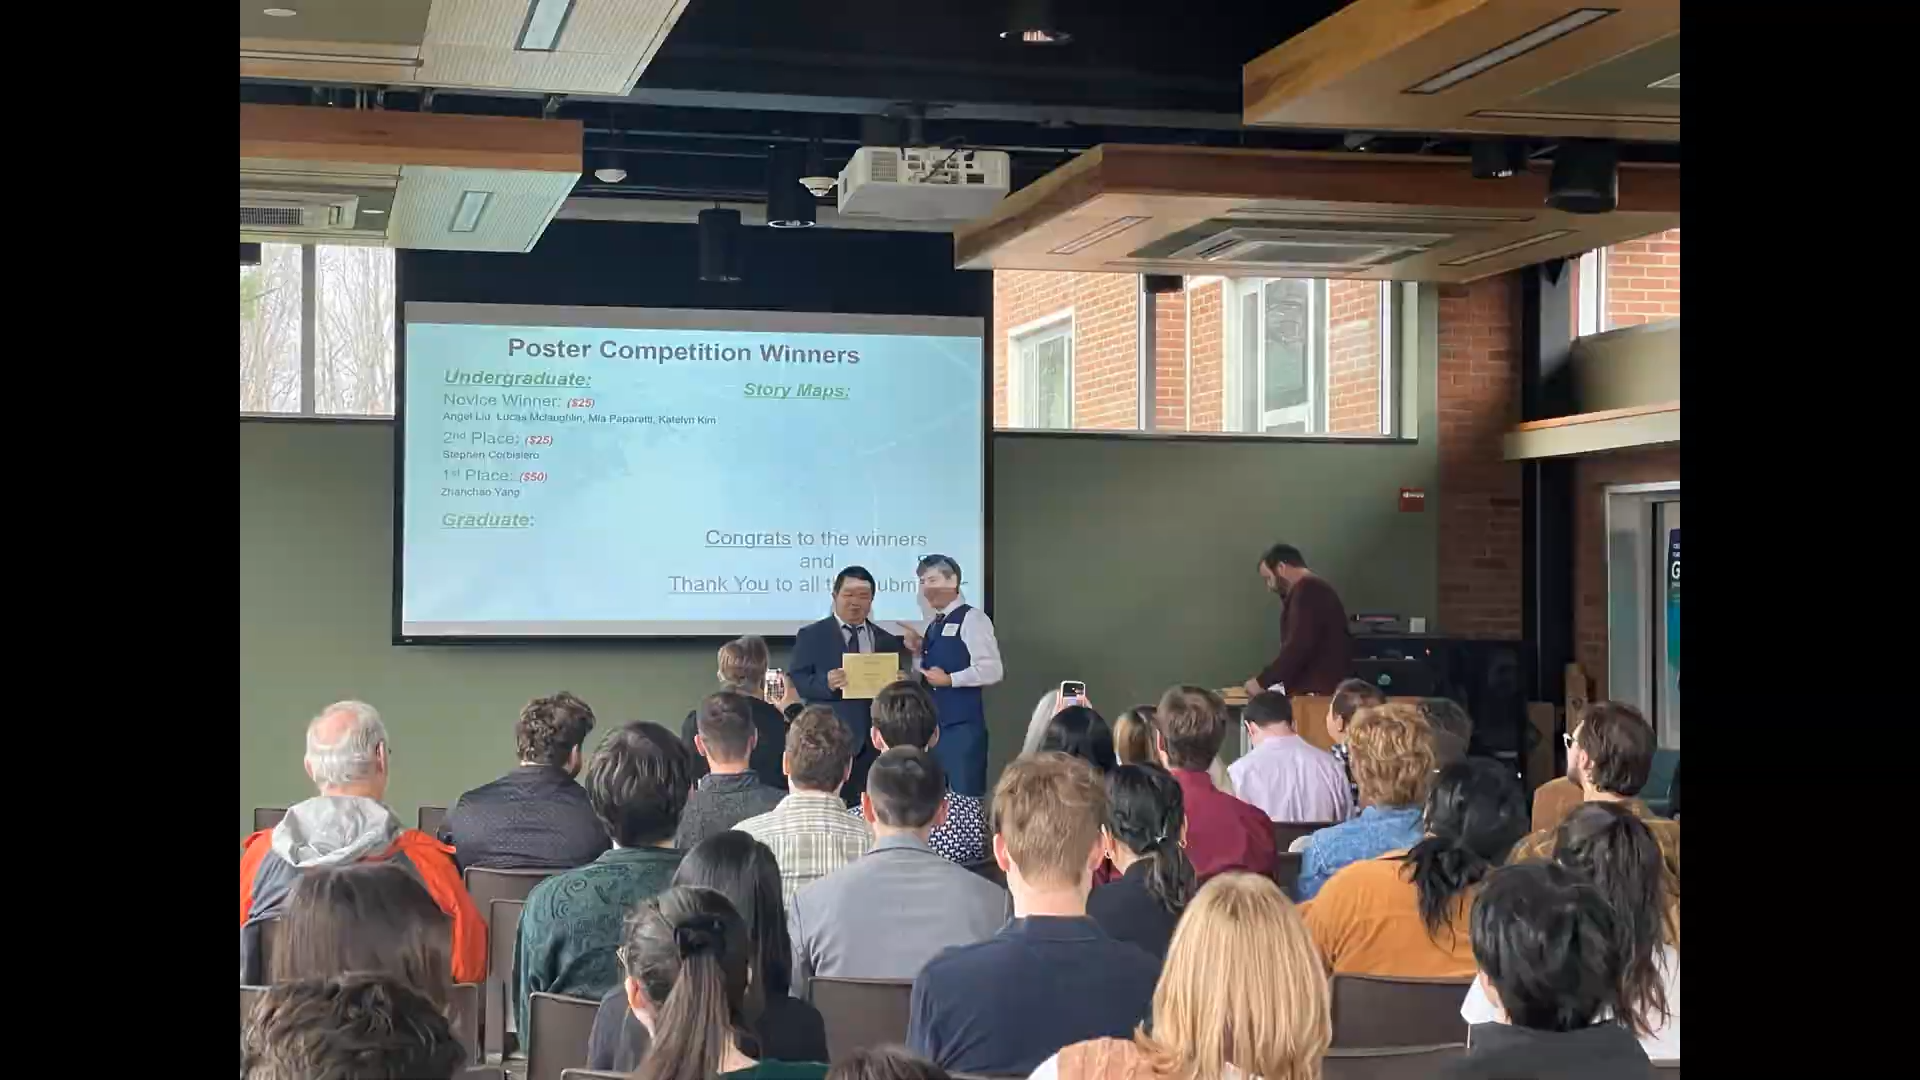 Poster Competition Winners
Undergraduate:
Novice Winner: ($25)
Angel Liu, Lucas Mclaughlin, Mia Paparatti, Katelyn Kim
2nd Place: ($25)
Stephen Corbisiero
1st Place: ($50)
Zhanchao Yang
Graduate:
Story Maps:
Congrats to the winners
and
Thank You to all